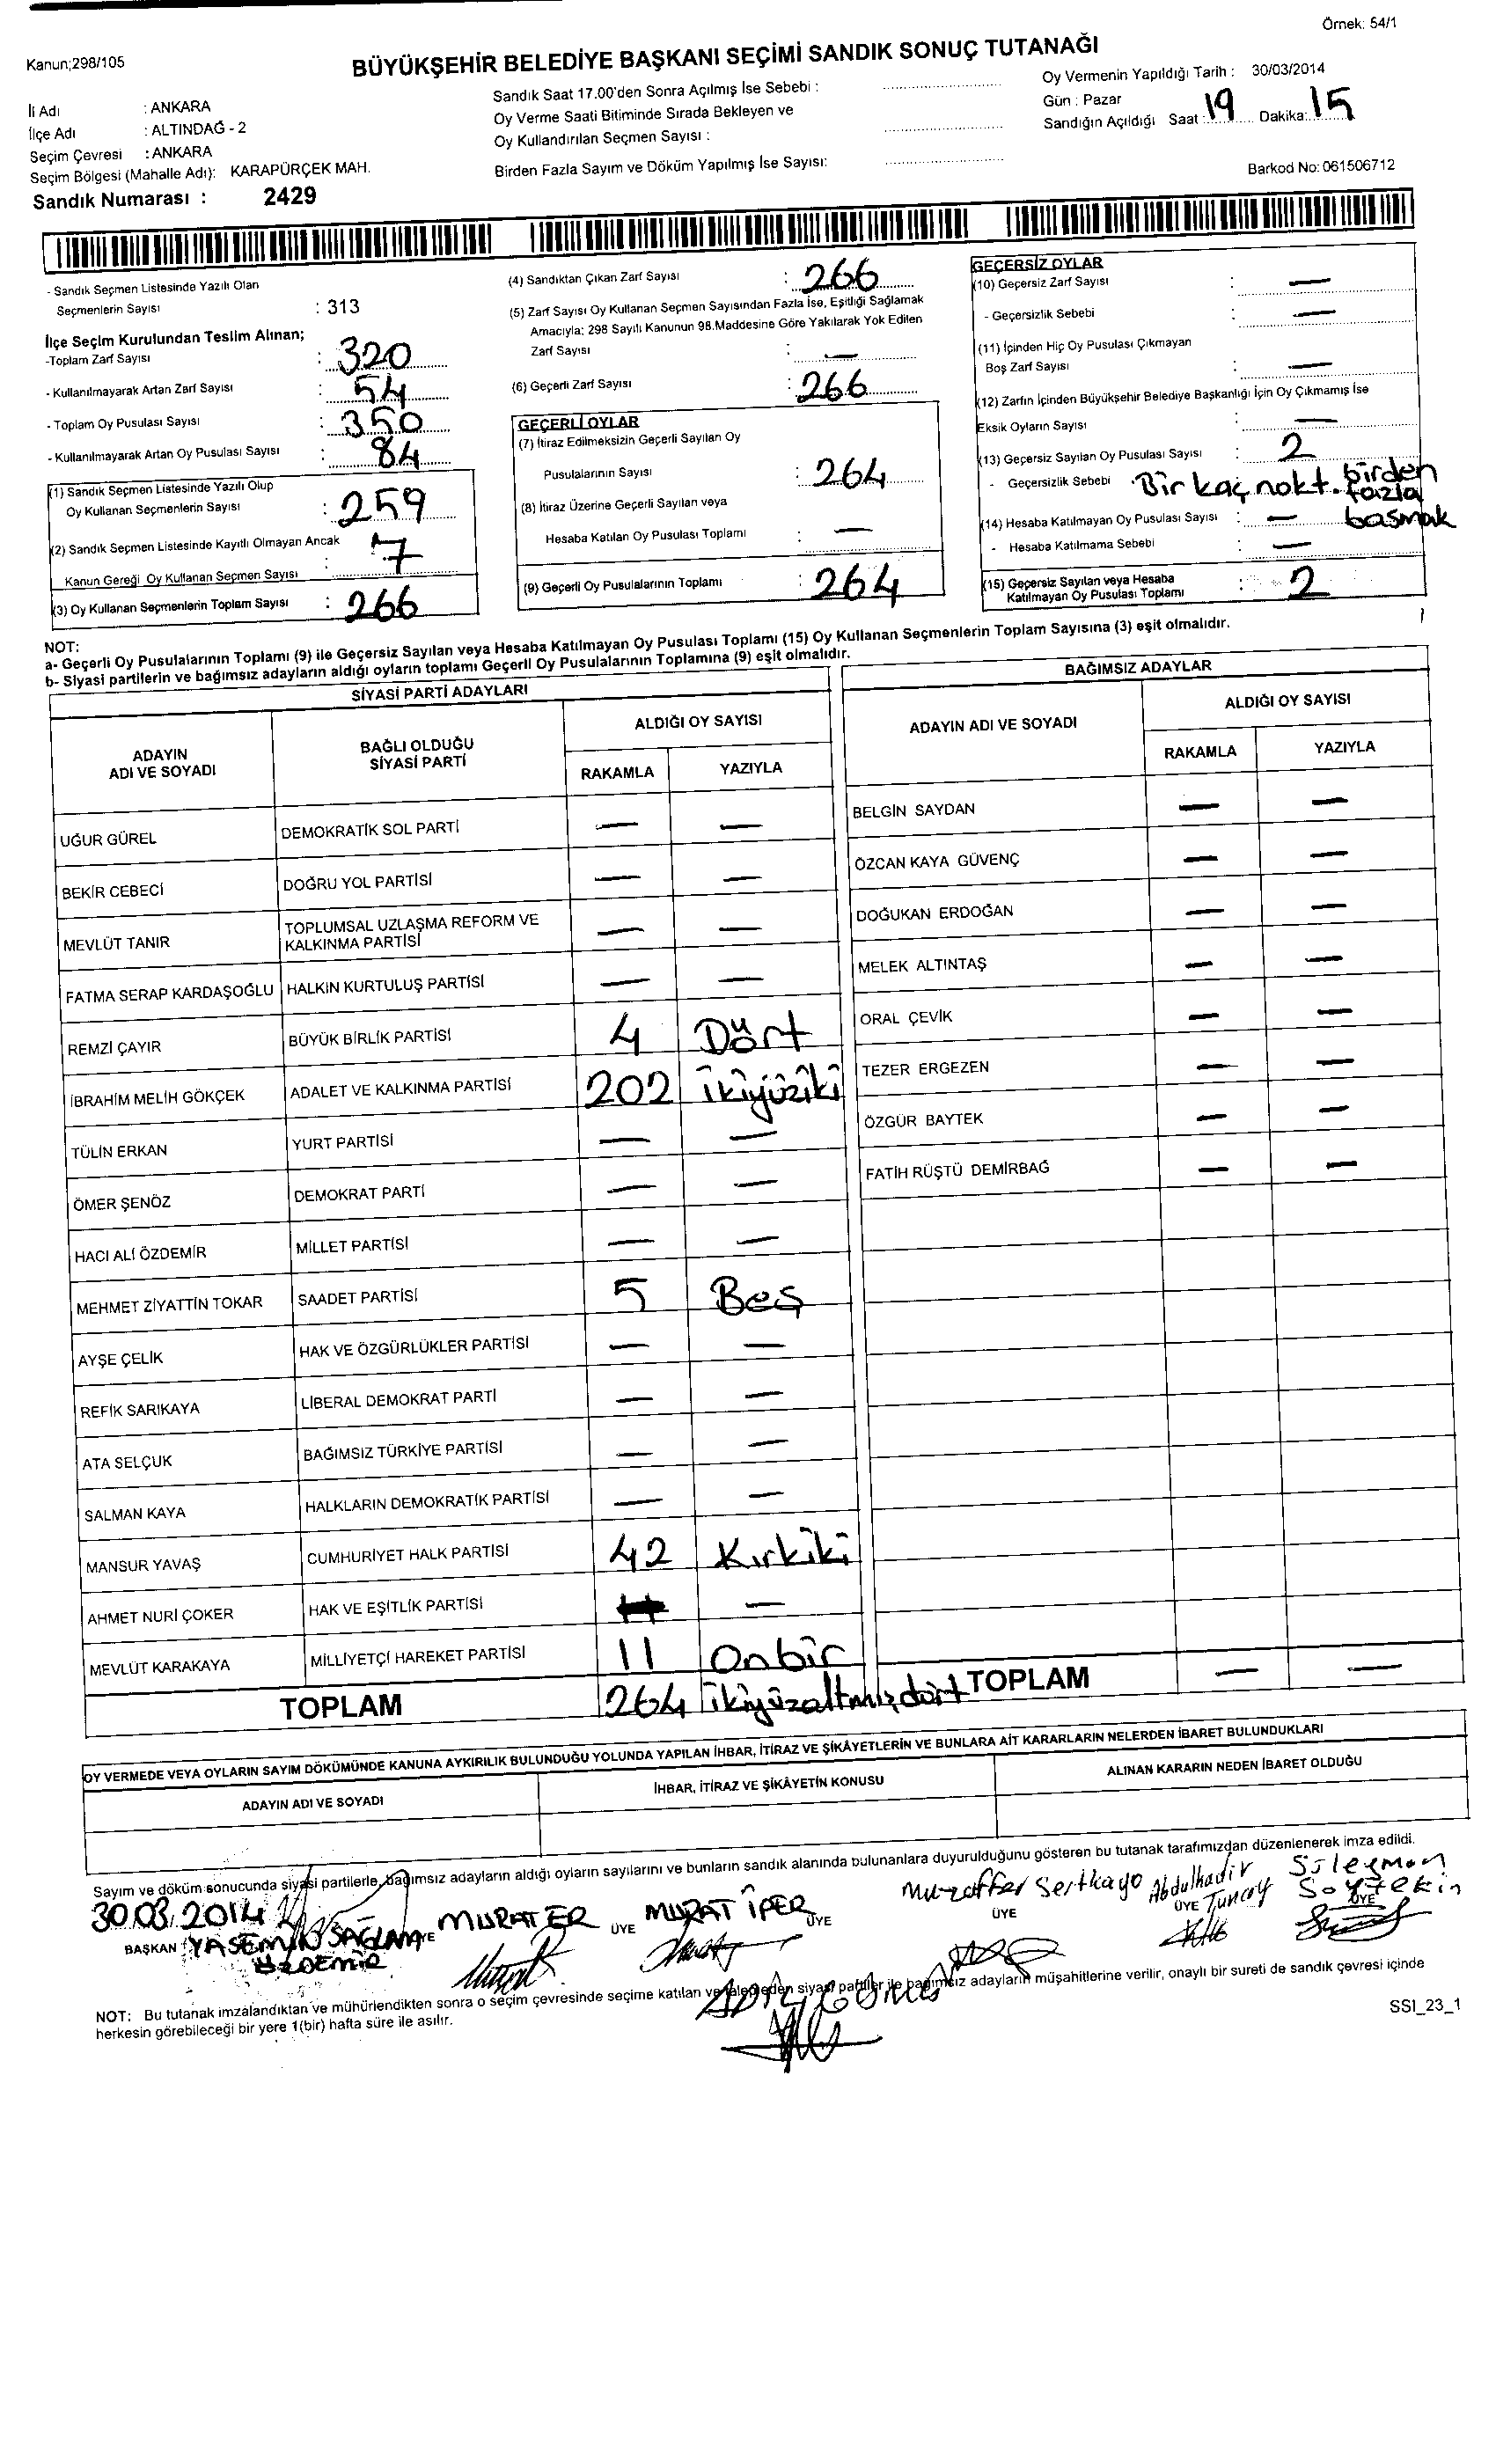 Örnek: 54/1
Kanun;298/105
BÜYÜKŞEHİR BELEDİYE BAŞKANI SEÇİMİ SANDIK SONUÇ TUTANAĞI
İli Adı : ANKARA
İlçe Adı : ALTINDAĞ - 2
Seçim Çevresi : ANKARA
Seçim Bölgesi (Mahalle Adı): KARAPÜRÇEK MAH.
Sandık Numarası : 2429
Sandık Saat 17.00'den Sonra Açılmış İse Sebebi :
Oy Verme Saati Bitiminde Sırada Bekleyen ve
Oy Kullandırılan Seçmen Sayısı :
Birden Fazla Sayım ve Döküm Yapılmış İse Sayısı:
Oy Vermenin Yapıldığı Tarih : 30/03/2014
Gün : Pazar
Sandığın Açıldığı Saat : 19 Dakika: 15
Barkod No: 061506712
- Sandık Seçmen Listesinde Yazılı Olan
Seçmenlerin Sayısı : 313
İlçe Seçim Kurulundan Teslim Alınan;
-Toplam Zarf Sayısı : 320
- Kullanılmayarak Artan Zarf Sayısı : 54
- Toplam Oy Pusulası Sayısı : 350
- Kullanılmayarak Artan Oy Pusulası Sayısı : 84
(1) Sandık Seçmen Listesinde Yazılı Olup
Oy Kullanan Seçmenlerin Sayısı : 259
(2) Sandık Seçmen Listesinde Kayıtlı Olmayan Ancak
Kanun Gereği Oy Kullanan Seçmen Sayısı : 7
(3) Oy Kullanan Seçmenlerin Toplam Sayısı : 266
(4) Sandıktan Çıkan Zarf Sayısı : 266
(5) Zarf Sayısı Oy Kullanan Seçmen Sayısından Fazla İse, Eşitliği Sağlamak
Amacıyla: 298 Sayılı Kanunun 98.Maddesine Göre Yakılarak Yok Edilen
Zarf Sayısı : —
(6) Geçerli Zarf Sayısı : 266
GEÇERLİ OYLAR
(7) İtiraz Edilmeksizin Geçerli Sayılan Oy
Pusulalarının Sayısı : 264
(8) İtiraz Üzerine Geçerli Sayılan veya
Hesaba Katılan Oy Pusulası Toplamı : —
(9) Geçerli Oy Pusulalarının Toplamı : 264
GEÇERSİZ OYLAR
(10) Geçersiz Zarf Sayısı : —
- Geçersizlik Sebebi : —
(11) İçinden Hiç Oy Pusulası Çıkmayan
Boş Zarf Sayısı : —
(12) Zarfın İçinden Büyükşehir Belediye Başkanlığı İçin Oy Çıkmamış İse
Eksik Oyların Sayısı : —
(13) Geçersiz Sayılan Oy Pusulası Sayısı : 2
- Geçersizlik Sebebi : Bir kaç nokt. birden
fazla
basmak
(14) Hesaba Katılmayan Oy Pusulası Sayısı : —
- Hesaba Katılmama Sebebi : —
(15) Geçersiz Sayılan veya Hesaba
Katılmayan Oy Pusulası Toplamı : 2
NOT:
a- Geçerli Oy Pusulalarının Toplamı (9) ile Geçersiz Sayılan veya Hesaba Katılmayan Oy Pusulası Toplamı (15) Oy Kullanan Seçmenlerin Toplam Sayısına (3) eşit olmalıdır.
b- Siyasi partilerin ve bağımsız adayların aldığı oyların toplamı Geçerli Oy Pusulalarının Toplamına (9) eşit olmalıdır.
SİYASİ PARTİ ADAYLARI
ADAYIN
ADI VE SOYADI
BAĞLI OLDUĞU
SİYASİ PARTİ
ALDIĞI OY SAYISI
RAKAMLA YAZIYLA
UĞUR GÜREL DEMOKRATİK SOL PARTİ — —
BEKİR CEBECİ DOĞRU YOL PARTİSİ — —
MEVLÜT TANIR TOPLUMSAL UZLAŞMA REFORM VE
KALKINMA PARTİSİ — —
FATMA SERAP KARDAŞOĞLU HALKIN KURTULUŞ PARTİSİ — —
REMZİ ÇAYIR BÜYÜK BİRLİK PARTİSİ 4 Dört
İBRAHİM MELİH GÖKÇEK ADALET VE KALKINMA PARTİSİ 202 ikiyüziki
TÜLİN ERKAN YURT PARTİSİ — —
ÖMER ŞENÖZ DEMOKRAT PARTİ — —
HACI ALİ ÖZDEMİR MİLLET PARTİSİ — —
MEHMET ZİYATTİN TOKAR SAADET PARTİSİ 5 Beş
AYŞE ÇELİK HAK VE ÖZGÜRLÜKLER PARTİSİ — —
REFİK SARIKAYA LİBERAL DEMOKRAT PARTİ — —
ATA SELÇUK BAĞIMSIZ TÜRKİYE PARTİSİ — —
SALMAN KAYA HALKLARIN DEMOKRATİK PARTİSİ — —
MANSUR YAVAŞ CUMHURİYET HALK PARTİSİ 42 Kırkiki
AHMET NURİ ÇOKER HAK VE EŞİTLİK PARTİSİ —
MEVLÜT KARAKAYA MİLLİYETÇİ HAREKET PARTİSİ 11 Onbir
TOPLAM 264 ikiyüzaltmışdört
BAĞIMSIZ ADAYLAR
ADAYIN ADI VE SOYADI
ALDIĞI OY SAYISI
RAKAMLA YAZIYLA
BELGİN SAYDAN — —
ÖZCAN KAYA GÜVENÇ — —
DOĞUKAN ERDOĞAN — —
MELEK ALTINTAŞ — —
ORAL ÇEVİK — —
TEZER ERGEZEN — —
ÖZGÜR BAYTEK — —
FATİH RÜŞTÜ DEMİRBAĞ — —
TOPLAM — —
OY VERMEDE VEYA OYLARIN SAYIM DÖKÜMÜNDE KANUNA AYKIRILIK BULUNDUĞU YOLUNDA YAPILAN İHBAR, İTİRAZ VE ŞİKÂYETLERİN VE BUNLARA AİT KARARLARIN NELERDEN İBARET BULUNDUKLARI
ADAYIN ADI VE SOYADI İHBAR, İTİRAZ VE ŞİKÂYETİN KONUSU ALINAN KARARIN NEDEN İBARET OLDUĞU
Sayım ve döküm sonucunda siyasi partilerle, bağımsız adayların aldığı oyların sayılarını ve bunların sandık alanında bulunanlara duyurulduğunu gösteren bu tutanak tarafımızdan düzenlenerek imza edildi.
30.03.2014
BAŞKAN YASEMİN SAĞLAM
ÖZDEMİR
MURAT ER ÜYE
MURAT İPER ÜYE
Muzaffer Sertkaya
ÜYE
Abdulkadir
ÜYE Tuncay
Süleyman
Soytekin
ÜYE
ADİL GÖMÜ
NOT: Bu tutanak imzalandıktan ve mühürlendikten sonra o seçim çevresinde seçime katılan ve talep eden siyasi partiler ile bağımsız adayların müşahitlerine verilir, onaylı bir sureti de sandık çevresi içinde
herkesin görebileceği bir yere 1(bir) hafta süre ile asılır.
SSI_23_1